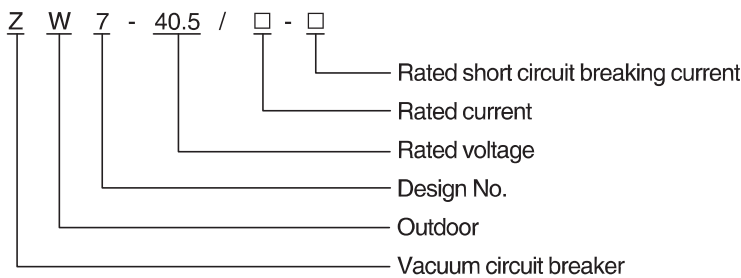 Z W 7 - 40.5 / □ - □
Rated short circuit breaking current
Rated current
Rated voltage
Design No.
Outdoor
Vacuum circuit breaker